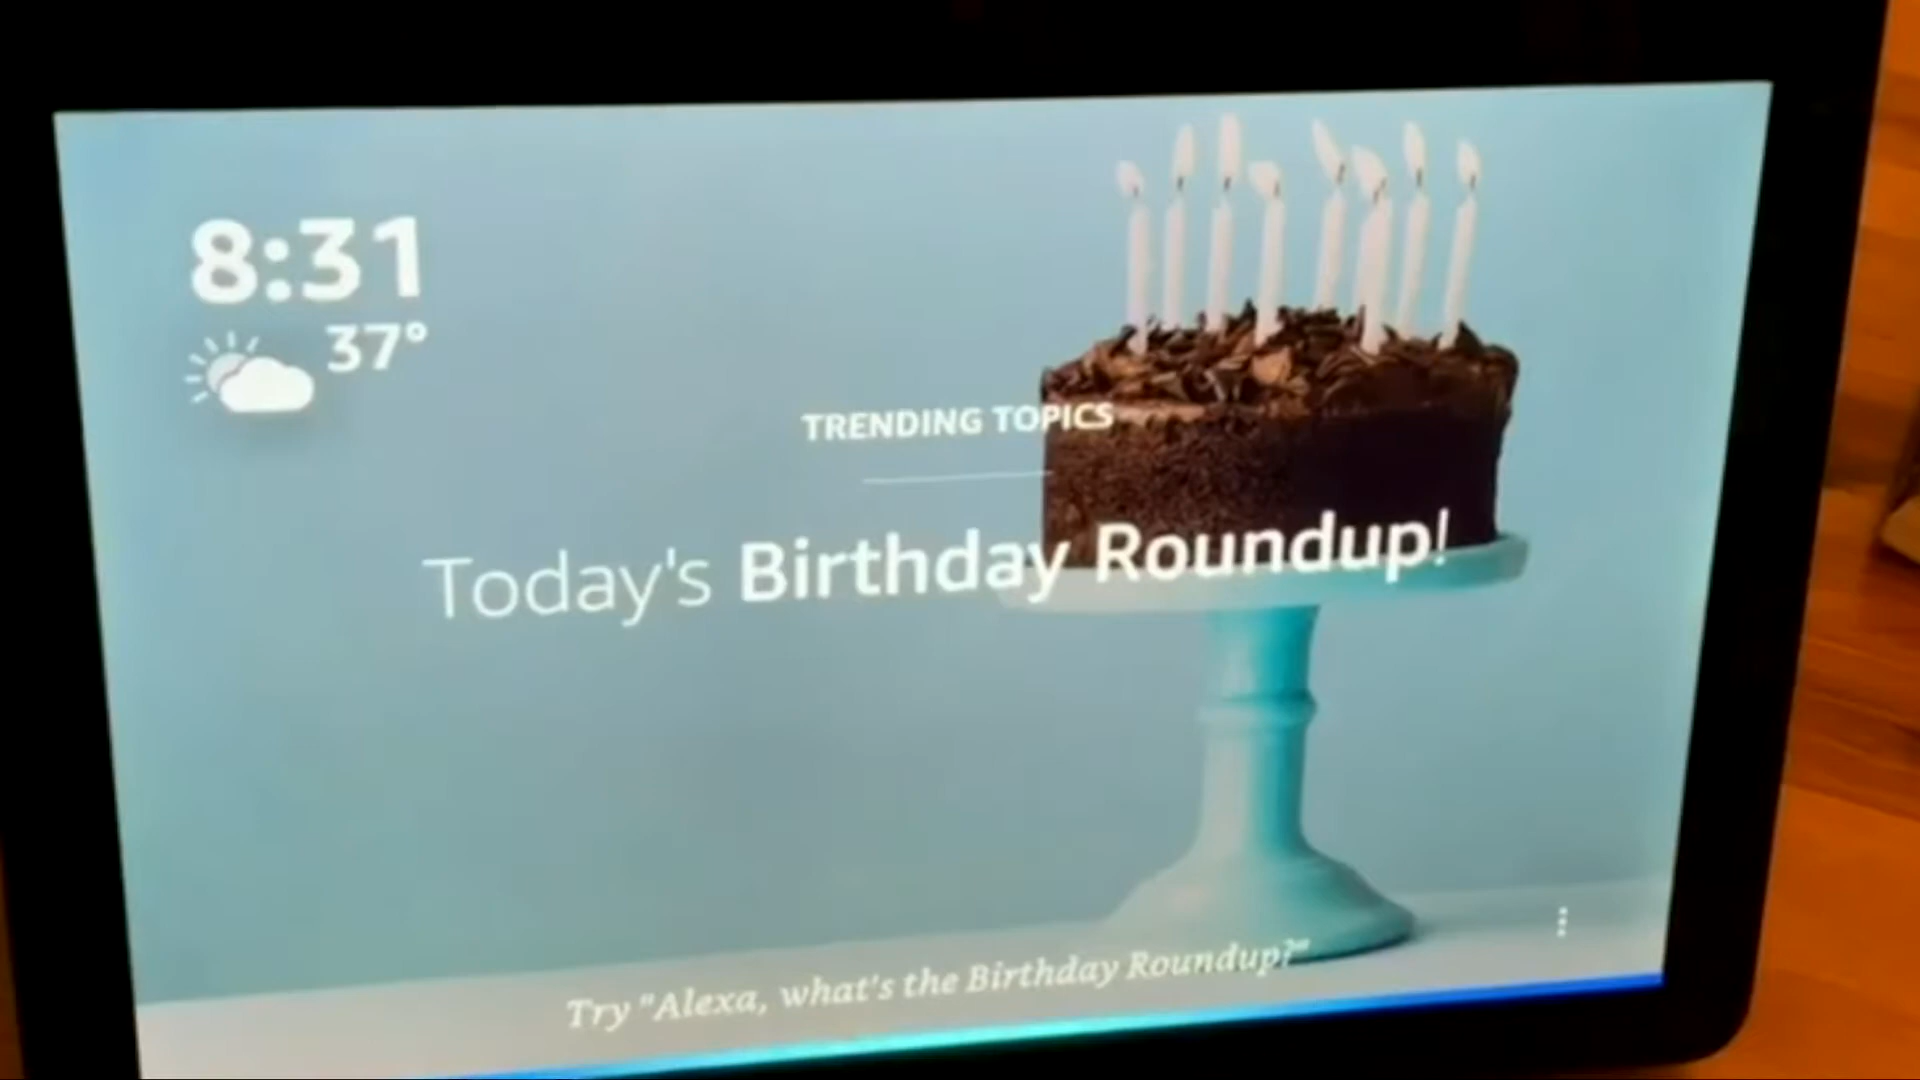 8:31
37°
TRENDING TOPICS
Today's Birthday Roundup!
Try "Alexa, what's the Birthday Roundup?"